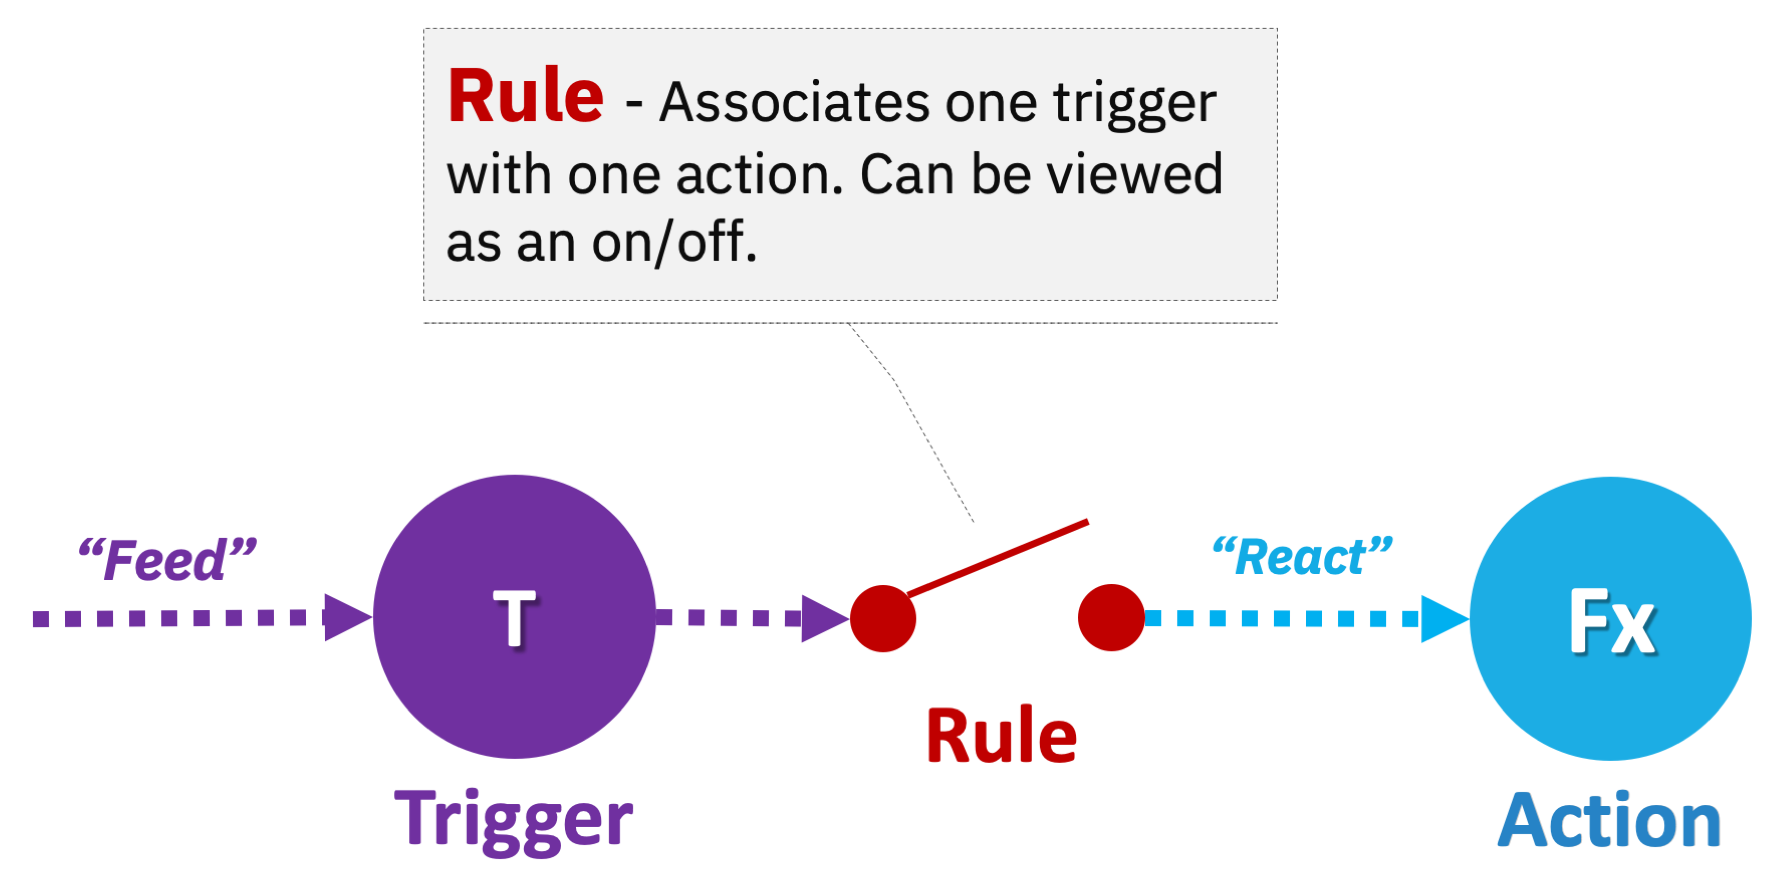 Rule - Associates one trigger
with one action. Can be viewed
as an on/off.
“Feed”
“React”
T
Fx
Rule
Trigger
Action